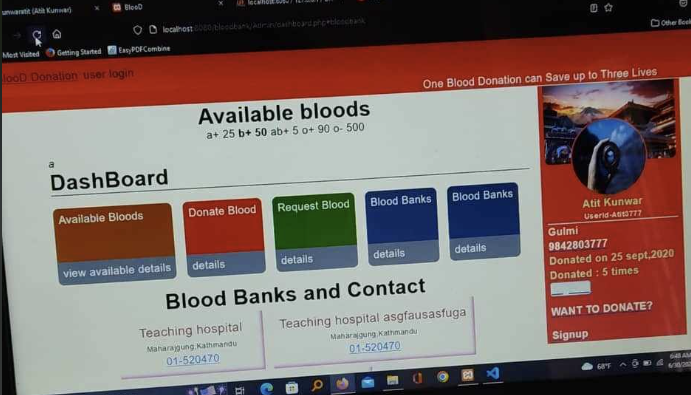 unwaratit (Atit Kunwar)
BlooD
localhost:8080/bloodbank/Admin/dashboard.php#bloodbank
Most Visited Getting Started EasyPDFCombine Other Book
looD Donation user login
One Blood Donation can Save up to Three Lives
Available bloods
a+ 25 b+ 50 ab+ 5 o+ 90 o- 500
a
DashBoard
Available Bloods
view available details
Donate Blood
details
Request Blood
details
Blood Banks
details
Blood Banks
details
Atit Kunwar
UserId-Atit3777
Gulmi
9842803777
Donated on 25 sept,2020
Donated : 5 times
WANT TO DONATE?
Signup
Blood Banks and Contact
Teaching hospital
Maharajgung,Kathmandu
01-520470
Teaching hospital asgfausasfuga
Maharajgung,Kathmandu
01-520470
68°F